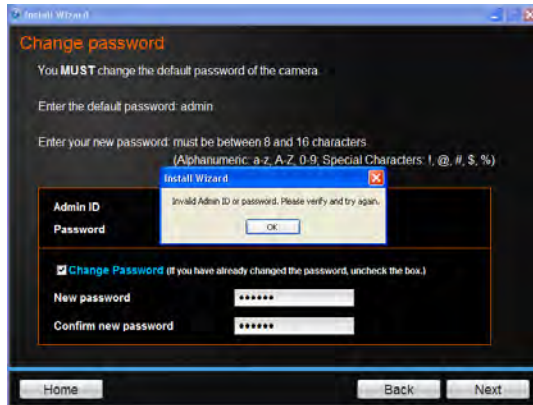 Install Wizard
Change password
You MUST change the default password of the camera.
Enter the default password: admin
Enter your new password: must be between 8 and 16 characters
(Alphanumeric: a-z, A-Z, 0-9; Special Characters: !, @, #, $, %)
Install Wizard
Invalid Admin ID or password. Please verify and try again.
OK
Admin ID
Password
Change Password (If you have already changed the password, uncheck the box.)
New password
Confirm new password
Home
Back
Next